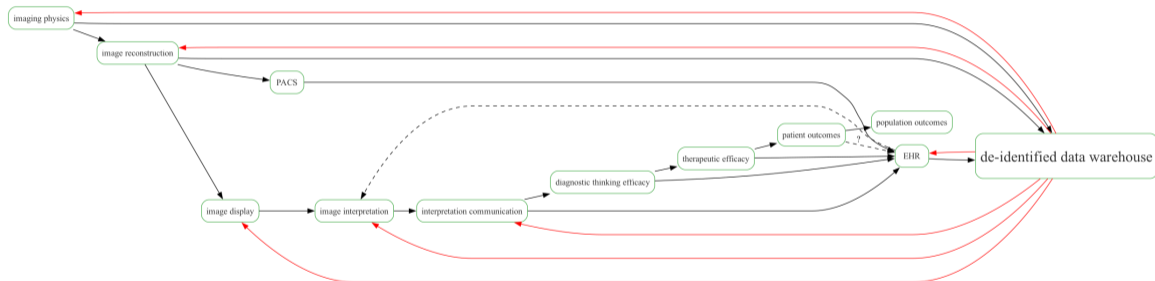 imaging physics
image reconstruction
PACS
population outcomes
patient outcomes
?
therapeutic efficacy
EHR
de-identified data warehouse
diagnostic thinking efficacy
image display
image interpretation
interpretation communication